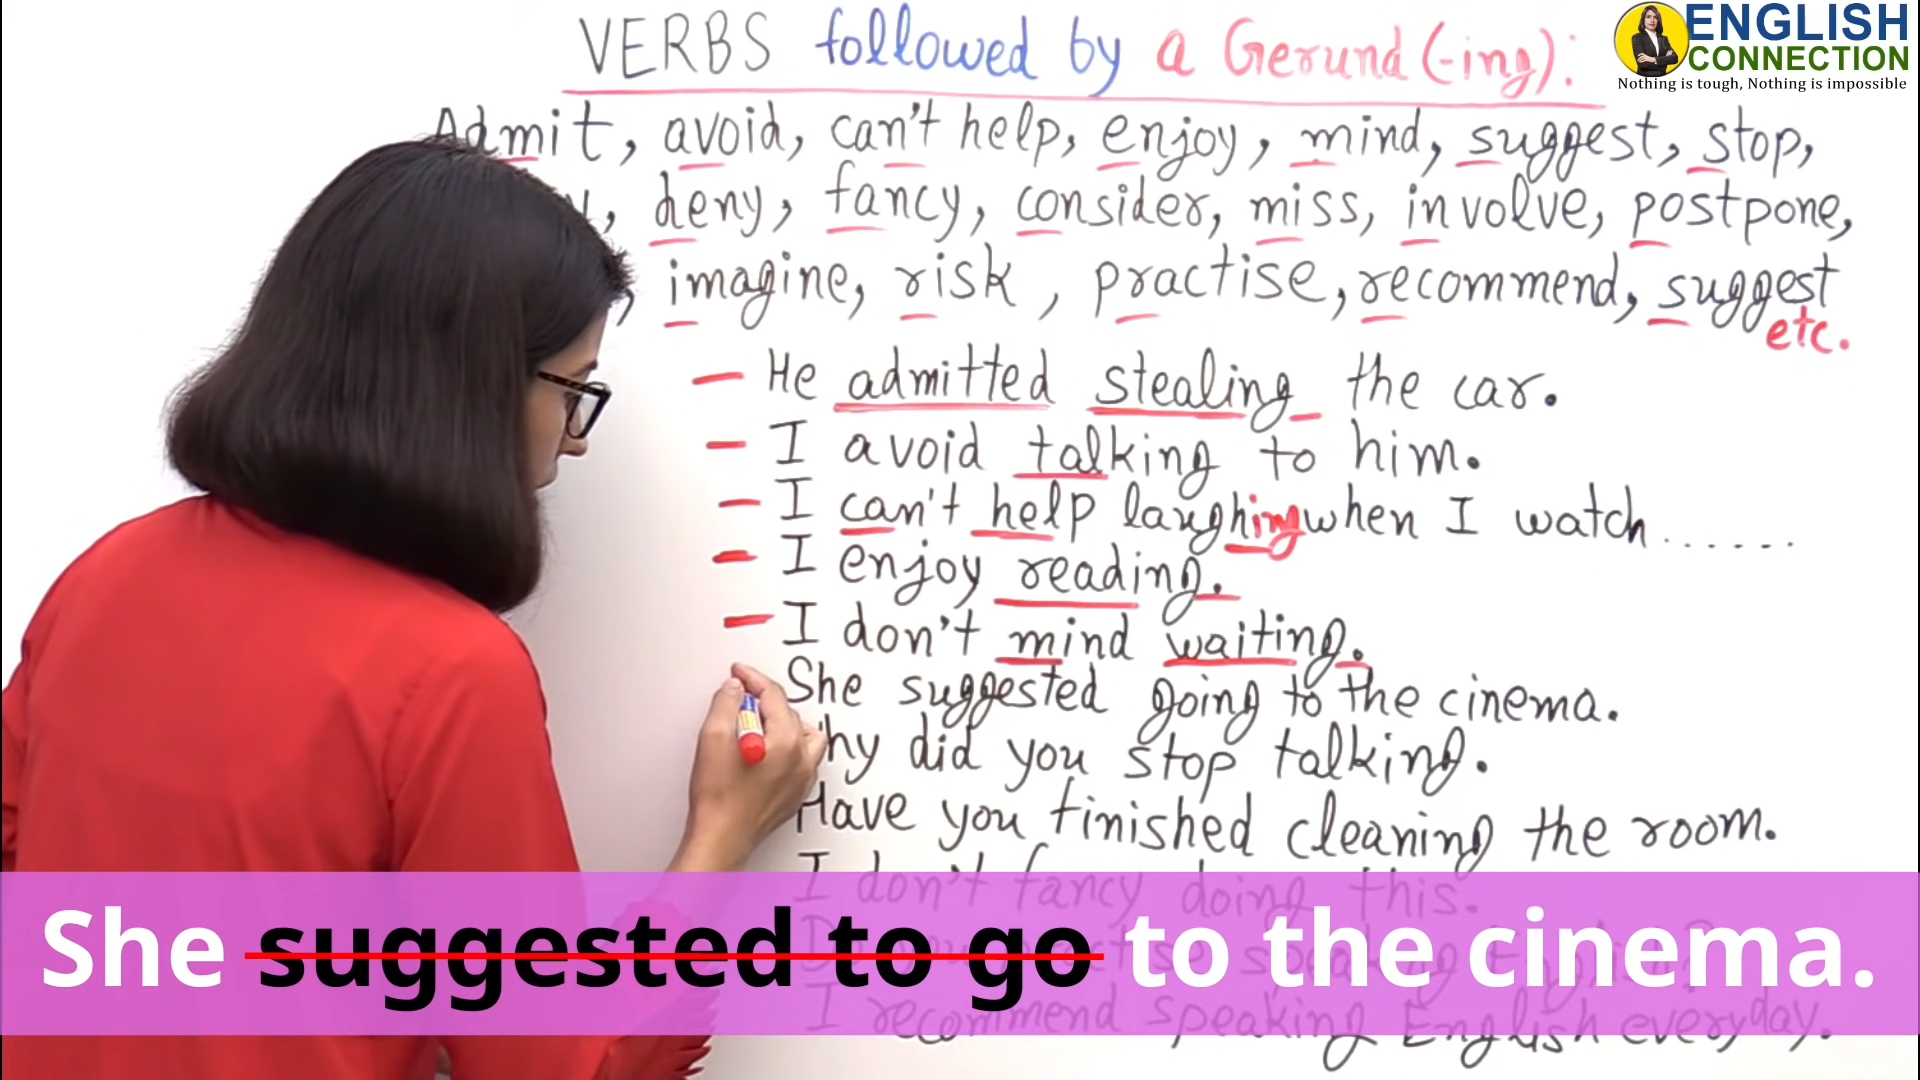 VERBS followed by a Gerund (-ing):
ENGLISH
CONNECTION
Nothing is tough, Nothing is impossible
Admit, avoid, can't help, enjoy, mind, suggest, stop,
deny, fancy, consider, miss, involve, postpone,
imagine, risk, practise, recommend, suggest
etc.
– He admitted stealing the car.
– I avoid talking to him.
– I can't help laughing when I watch .......
– I enjoy reading.
– I don't mind waiting.
She suggested going to the cinema.
hy did you stop talking.
Have you finished cleaning the room.
I don't fancy doing this.
She suggested to go to the cinema.
speaking English?
I recommend speaking English everyday.